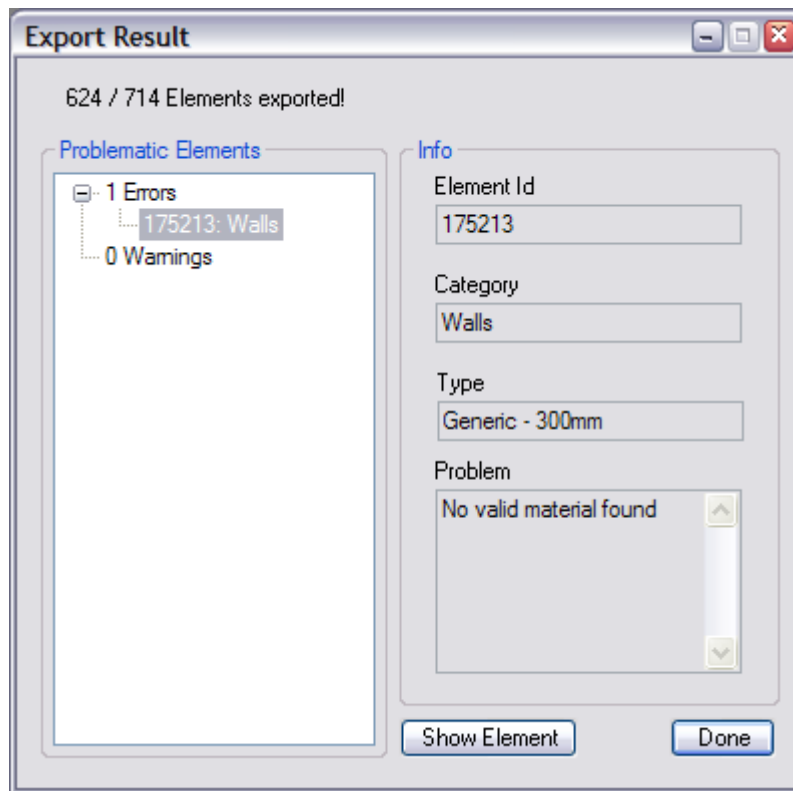 Export Result
624 / 714 Elements exported!
Problematic Elements
1 Errors
175213: Walls
0 Warnings
Info
Element Id
175213
Category
Walls
Type
Generic - 300mm
Problem
No valid material found
Show Element
Done